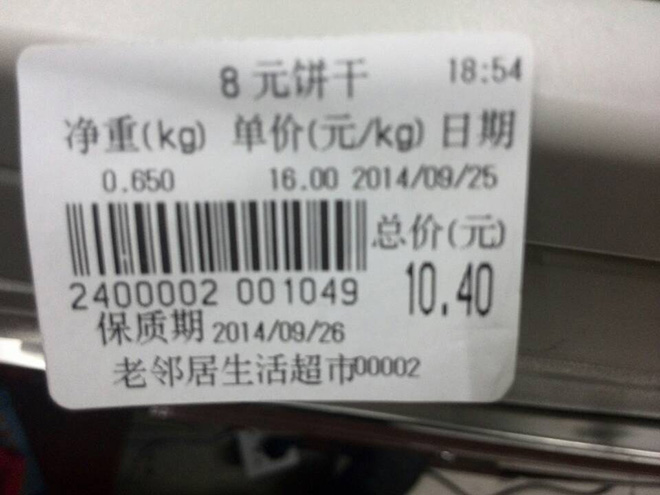 8元饼干 18:54
净重(kg) 单价(元/kg) 日期
0.650 16.00 2014/09/25
总价(元)
2400002 001049 10.40
保质期 2014/09/26
老邻居生活超市00002